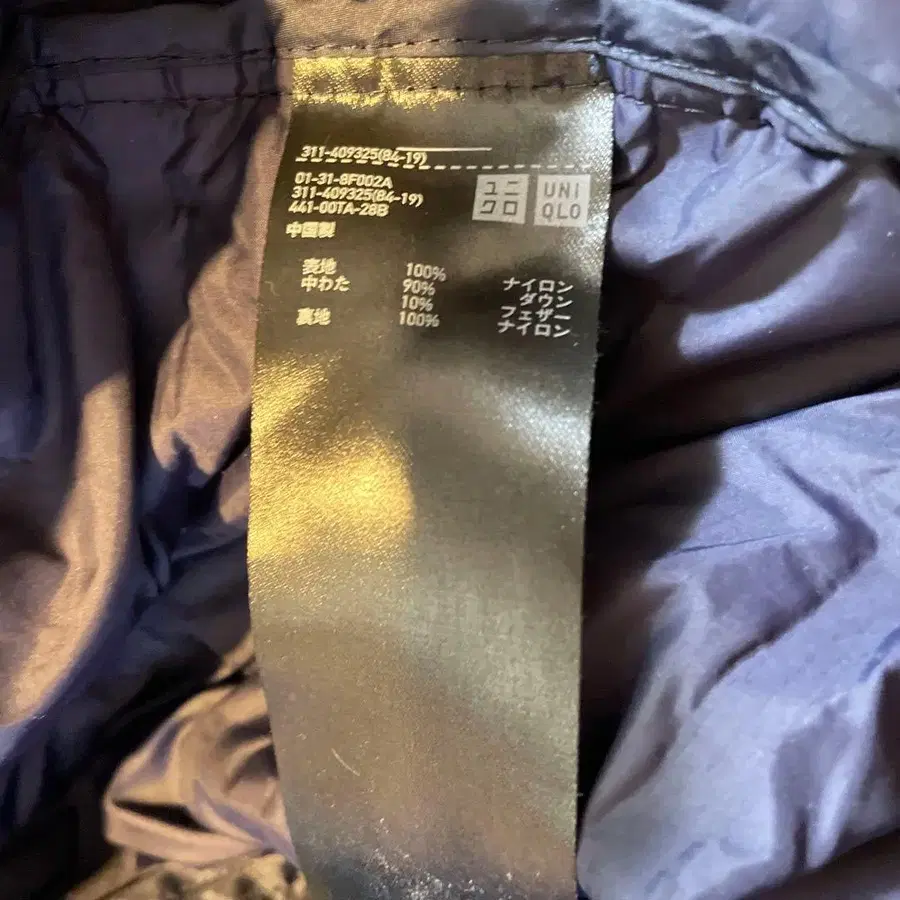 311-409325(84-19)
01-31-8F002A
311-409325(84-19)
441-00TA-28B
ユニ
クロ
UNI
QLO
中国製
表地 100% ナイロン
中わた 90% ダウン
10% フェザー
裏地 100% ナイロン